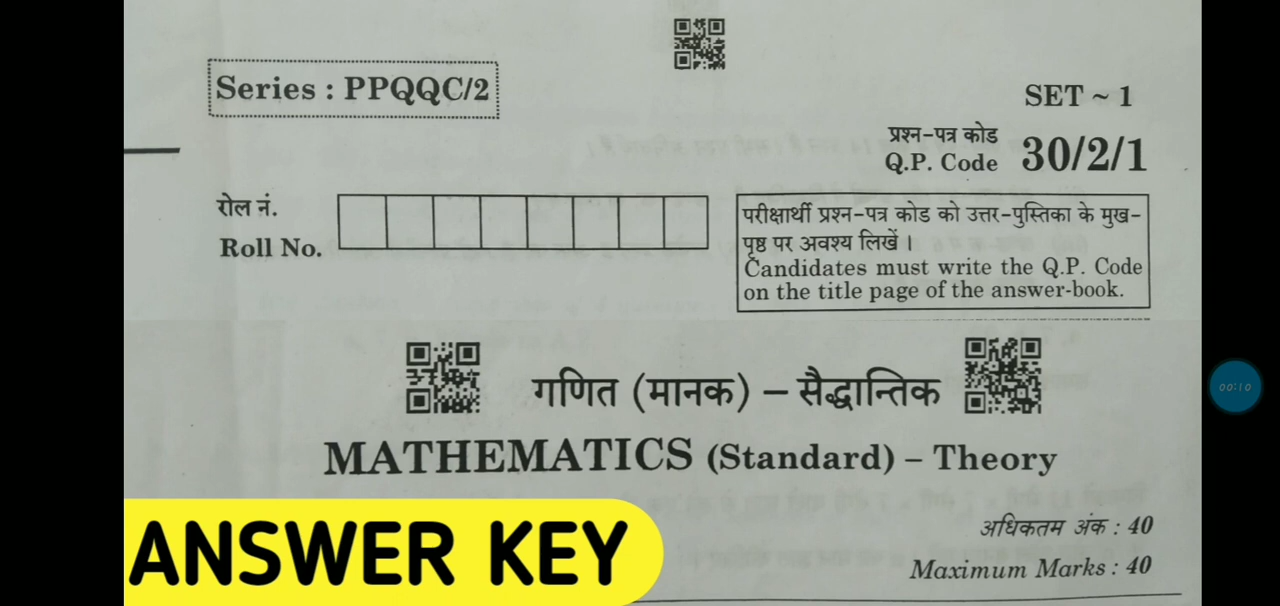 Series : PPQQC/2
SET ~ 1
प्रश्न-पत्र कोड
Q.P. Code 30/2/1
रोल नं.
Roll No.
परीक्षार्थी प्रश्न-पत्र कोड को उत्तर-पुस्तिका के मुख-
पृष्ठ पर अवश्य लिखें ।
Candidates must write the Q.P. Code
on the title page of the answer-book.
गणित (मानक) – सैद्धान्तिक
MATHEMATICS (Standard) – Theory
ANSWER KEY
अधिकतम अंक : 40
Maximum Marks : 40
00:10